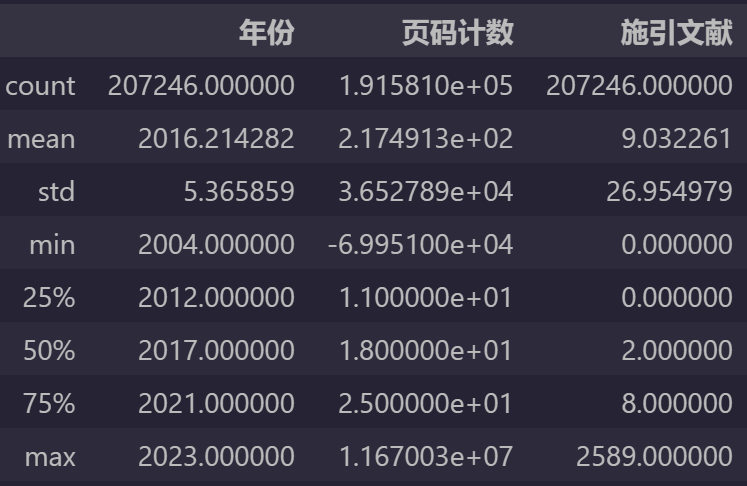 年份 页码计数 施引文献
count 207246.000000 1.915810e+05 207246.000000
mean 2016.214282 2.174913e+02 9.032261
std 5.365859 3.652789e+04 26.954979
min 2004.000000 -6.995100e+04 0.000000
25% 2012.000000 1.100000e+01 0.000000
50% 2017.000000 1.800000e+01 2.000000
75% 2021.000000 2.500000e+01 8.000000
max 2023.000000 1.167003e+07 2589.000000